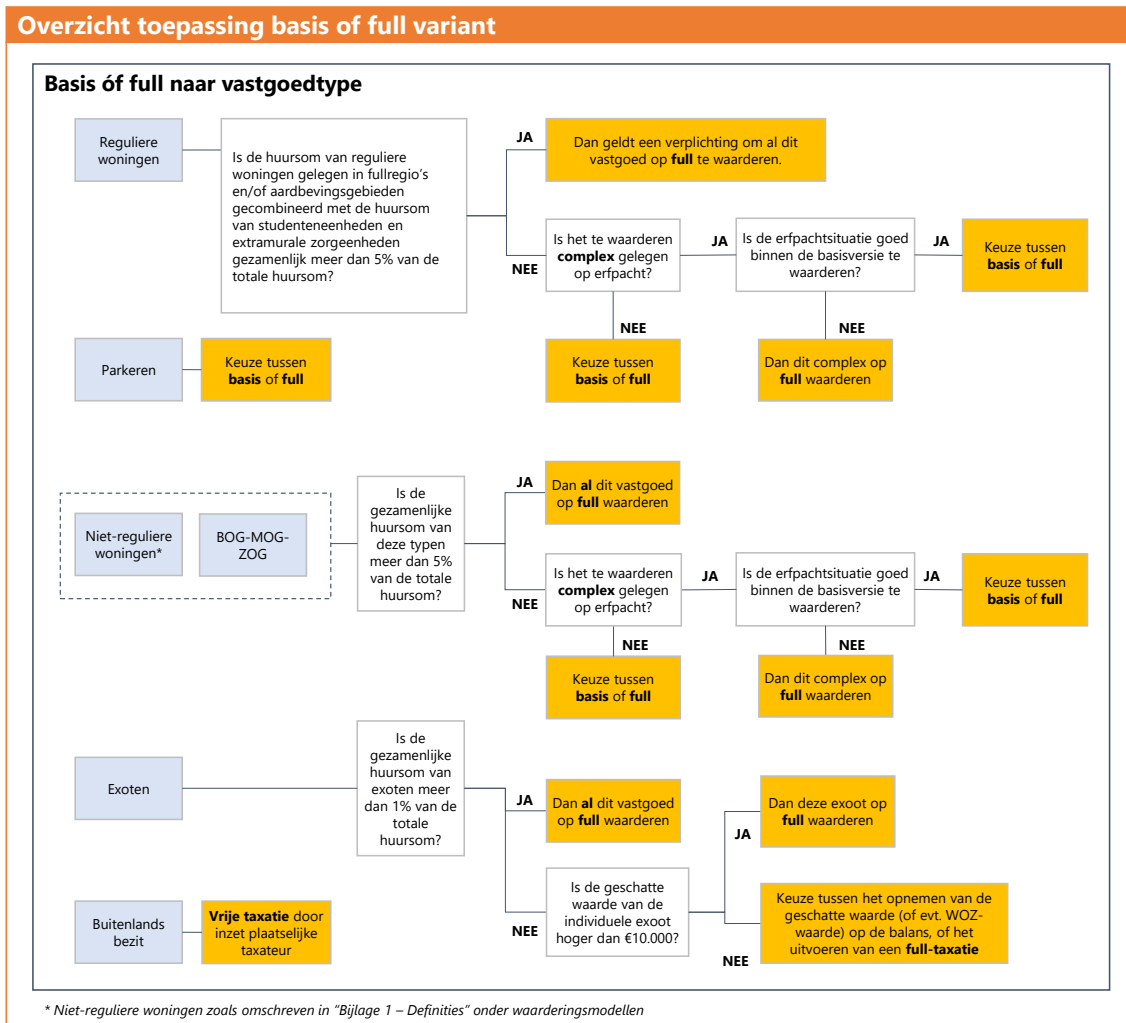 Overzicht toepassing basis of full variant
Basis óf full naar vastgoedtype
Reguliere
woningen
Is de huursom van reguliere
woningen gelegen in fullregio's
en/of aardbevingsgebieden
gecombineerd met de huursom
van studenteneenheden en
extramurale zorgeenheden
gezamenlijk meer dan 5% van de
totale huursom?
JA
Dan geldt een verplichting om al dit
vastgoed op full te waarderen.
NEE
Is het te waarderen
complex gelegen
op erfpacht?
JA
Is de erfpachtsituatie goed
binnen de basisversie te
waarderen?
JA
Keuze tussen
basis of full
NEE
Keuze tussen
basis of full
NEE
Dan dit complex op
full waarderen
Parkeren
Keuze tussen
basis of full
Niet-reguliere
woningen*
BOG-MOG-
ZOG
Is de
gezamenlijke
huursom van
deze typen
meer dan 5%
van de totale
huursom?
JA
Dan al dit vastgoed
op full waarderen
NEE
Is het te waarderen
complex gelegen
op erfpacht?
JA
Is de erfpachtsituatie goed
binnen de basisversie te
waarderen?
JA
Keuze tussen
basis of full
NEE
Keuze tussen
basis of full
NEE
Dan dit complex op
full waarderen
Exoten
Is de
gezamenlijke
huursom van
exoten meer
dan 1% van de
totale
huursom?
JA
Dan al dit vastgoed
op full waarderen
NEE
Is de geschatte
waarde van de
individuele exoot
hoger dan €10.000?
JA
Dan deze exoot op
full waarderen
NEE
Keuze tussen het opnemen van de
geschatte waarde (of evt. WOZ-
waarde) op de balans, of het
uitvoeren van een full-taxatie
Buitenlands
bezit
Vrije taxatie door
inzet plaatselijke
taxateur
* Niet-reguliere woningen zoals omschreven in "Bijlage 1 – Definities" onder waarderingsmodellen